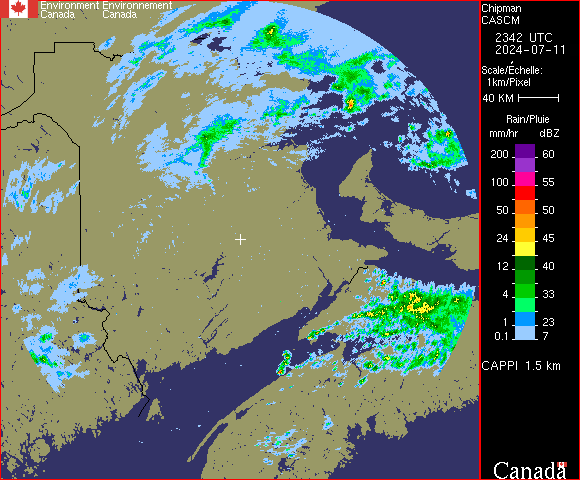 Environment Environnement
Canada Canada
Chipman
CASCM
2342 UTC
2024-07-11
Scale/Échelle:
1km/Pixel
40 KM
Rain/Pluie
mm/hr dBZ
200 60
100 55
50 50
24 45
12 40
4 33
1 23
0.1 7
CAPPI 1.5 km
Canada